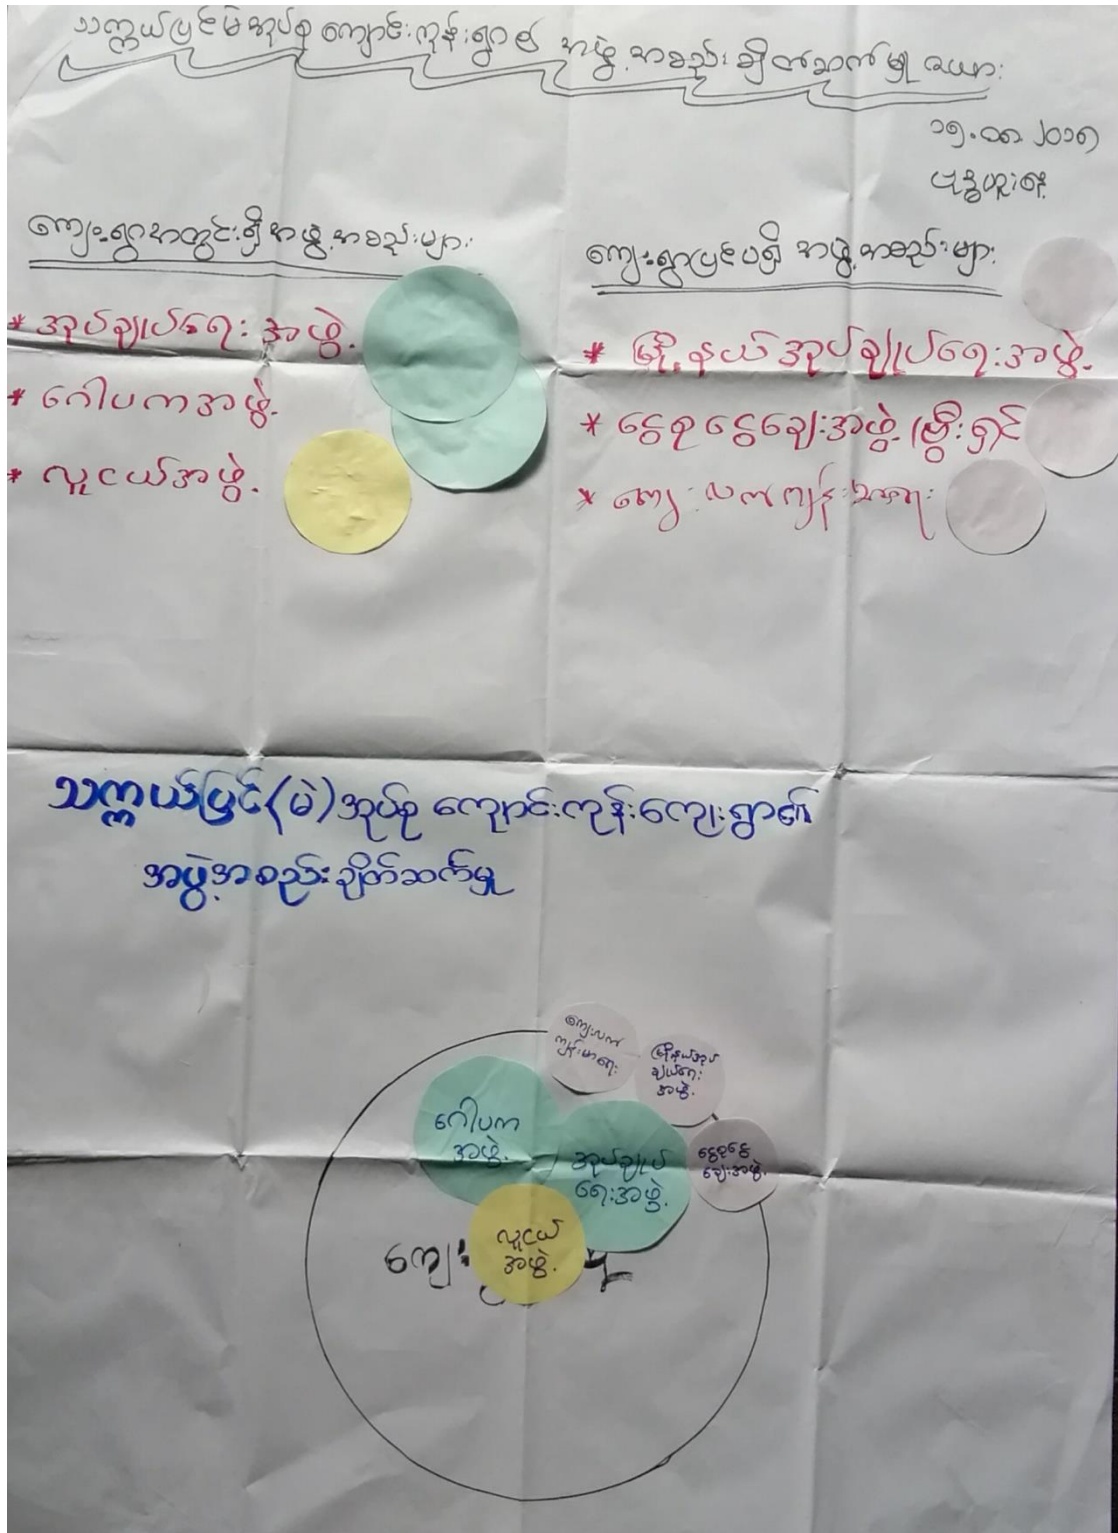 သက္ကယ်ပြင်မဲအုပ်စု ကျောင်းကုန်းရွာ၏ အဖွဲ့အစည်းချိတ်ဆက်မှု ဇယား
ကျေးရွာအတွင်းရှိ အဖွဲ့အစည်းများ
* အုပ်ချုပ်ရေး အဖွဲ့.
* ဂေါပကအဖွဲ့.
* လူငယ်အဖွဲ့.
ကျေးရွာပြင်ပရှိ အဖွဲ့အစည်းများ
* မြို့နယ်အုပ်ချုပ်ရေးအဖွဲ့.
* ငွေစုငွေချေးအဖွဲ့
* ကျေးလက်ကျန်းမာရေး
သက္ကယ်ပြင်(မဲ)အုပ်စု ကျောင်းကုန်းကျေးရွာ၏
အဖွဲ့အစည်းချိတ်ဆက်မှု
ကျေးလက်
ကျန်းမာရေး
မြို့နယ်အုပ်
ချုပ်ရေး
အဖွဲ့.
ဂေါပက
အဖွဲ့.
အုပ်ချုပ်
ရေးအဖွဲ့.
ငွေစုငွေ
ချေးအဖွဲ့.
လူငယ်
အဖွဲ့.
ကျေး